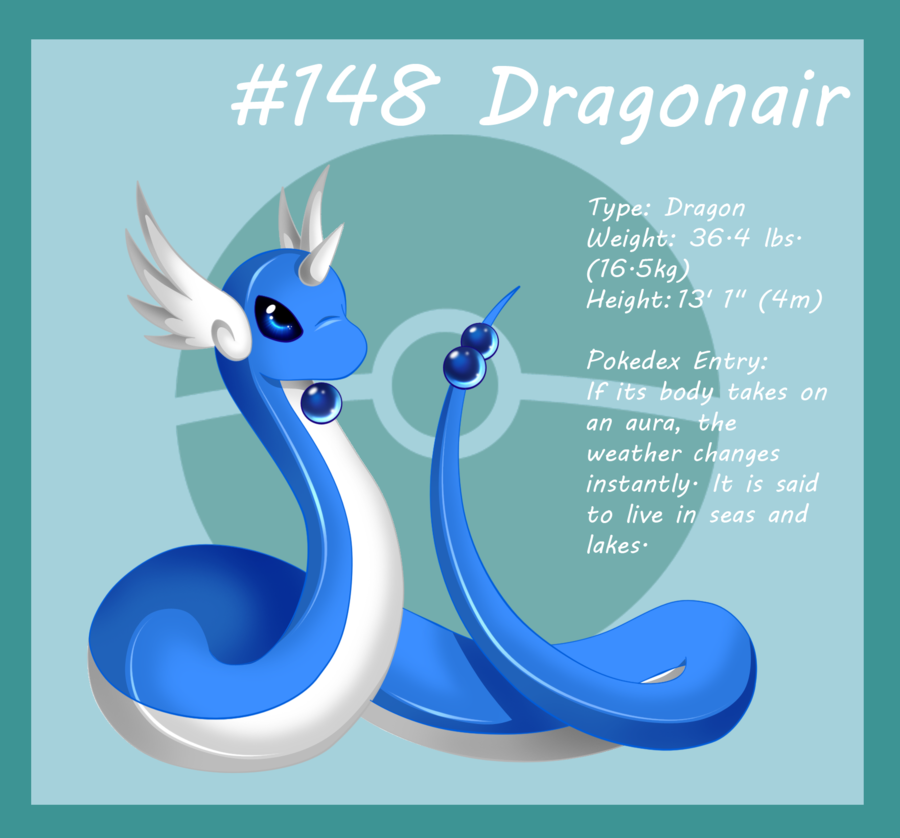 #148 Dragonair
Type: Dragon
Weight: 36.4 lbs.
(16.5kg)
Height: 13' 1" (4m)
Pokedex Entry:
If its body takes on
an aura, the
weather changes
instantly. It is said
to live in seas and
lakes.